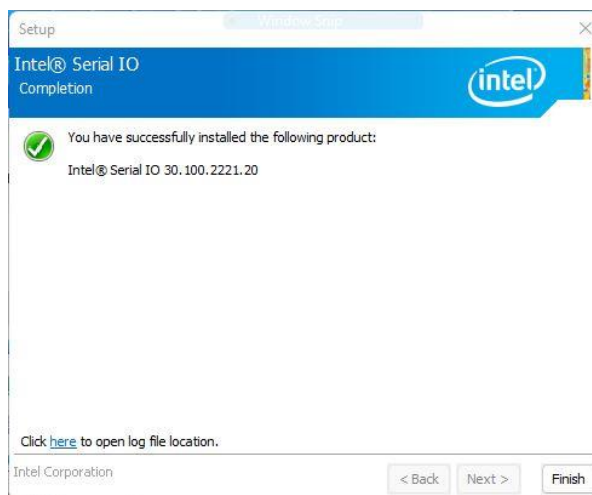 Window Snip
Setup
Intel® Serial IO
Completion
intel
You have successfully installed the following product:
Intel® Serial IO 30.100.2221.20
Click here to open log file location.
Intel Corporation
< Back
Next >
Finish